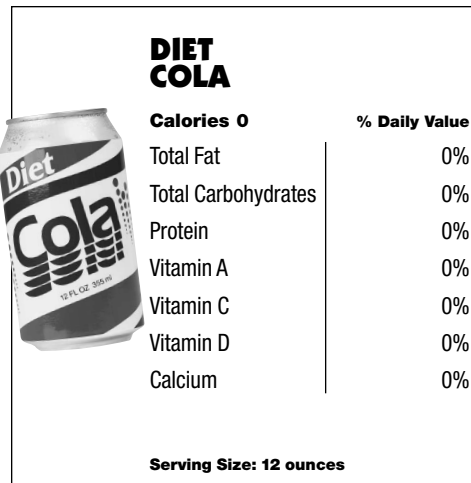 DIET
COLA
Calories 0 % Daily Value
Total Fat 0%
Total Carbohydrates 0%
Protein 0%
Vitamin A 0%
Vitamin C 0%
Vitamin D 0%
Calcium 0%
Serving Size: 12 ounces
Diet
Cola
12 FL OZ 355 ml